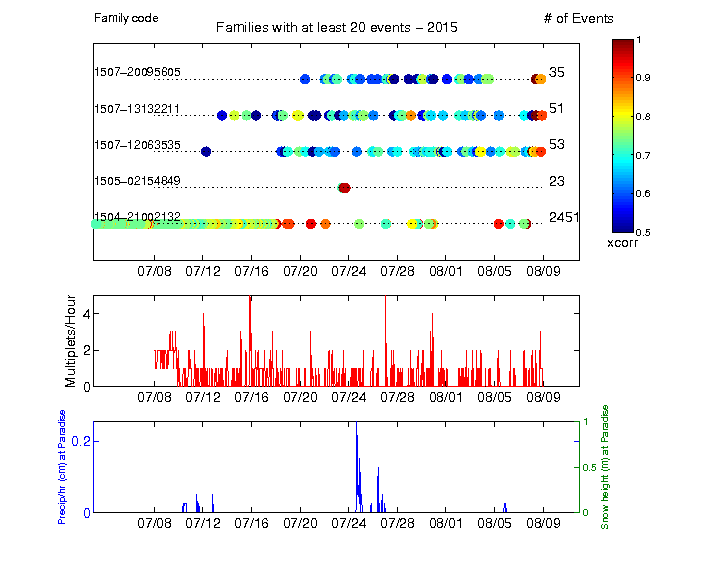 Family code
# of Events
Families with at least 20 events − 2015
1507−20095605
35
1507−13132211
51
1507−12063535
53
1505−02154849
23
1504−21002132
2451
07/08 07/12 07/16 07/20 07/24 07/28 08/01 08/05 08/09
1
0.9
0.8
0.7
0.6
0.5
xcorr
Multiplets/Hour
4
2
0
07/08 07/12 07/16 07/20 07/24 07/28 08/01 08/05 08/09
Precip/hr (cm) at Paradise
0.2
0
1
0.5
0
Snow height (m) at Paradise
07/08 07/12 07/16 07/20 07/24 07/28 08/01 08/05 08/09